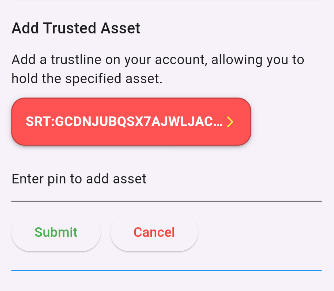 Add Trusted Asset
Add a trustline on your account, allowing you to
hold the specified asset.
SRT:GCDNJUBQSX7AJWLJAC...
Enter pin to add asset
Submit
Cancel